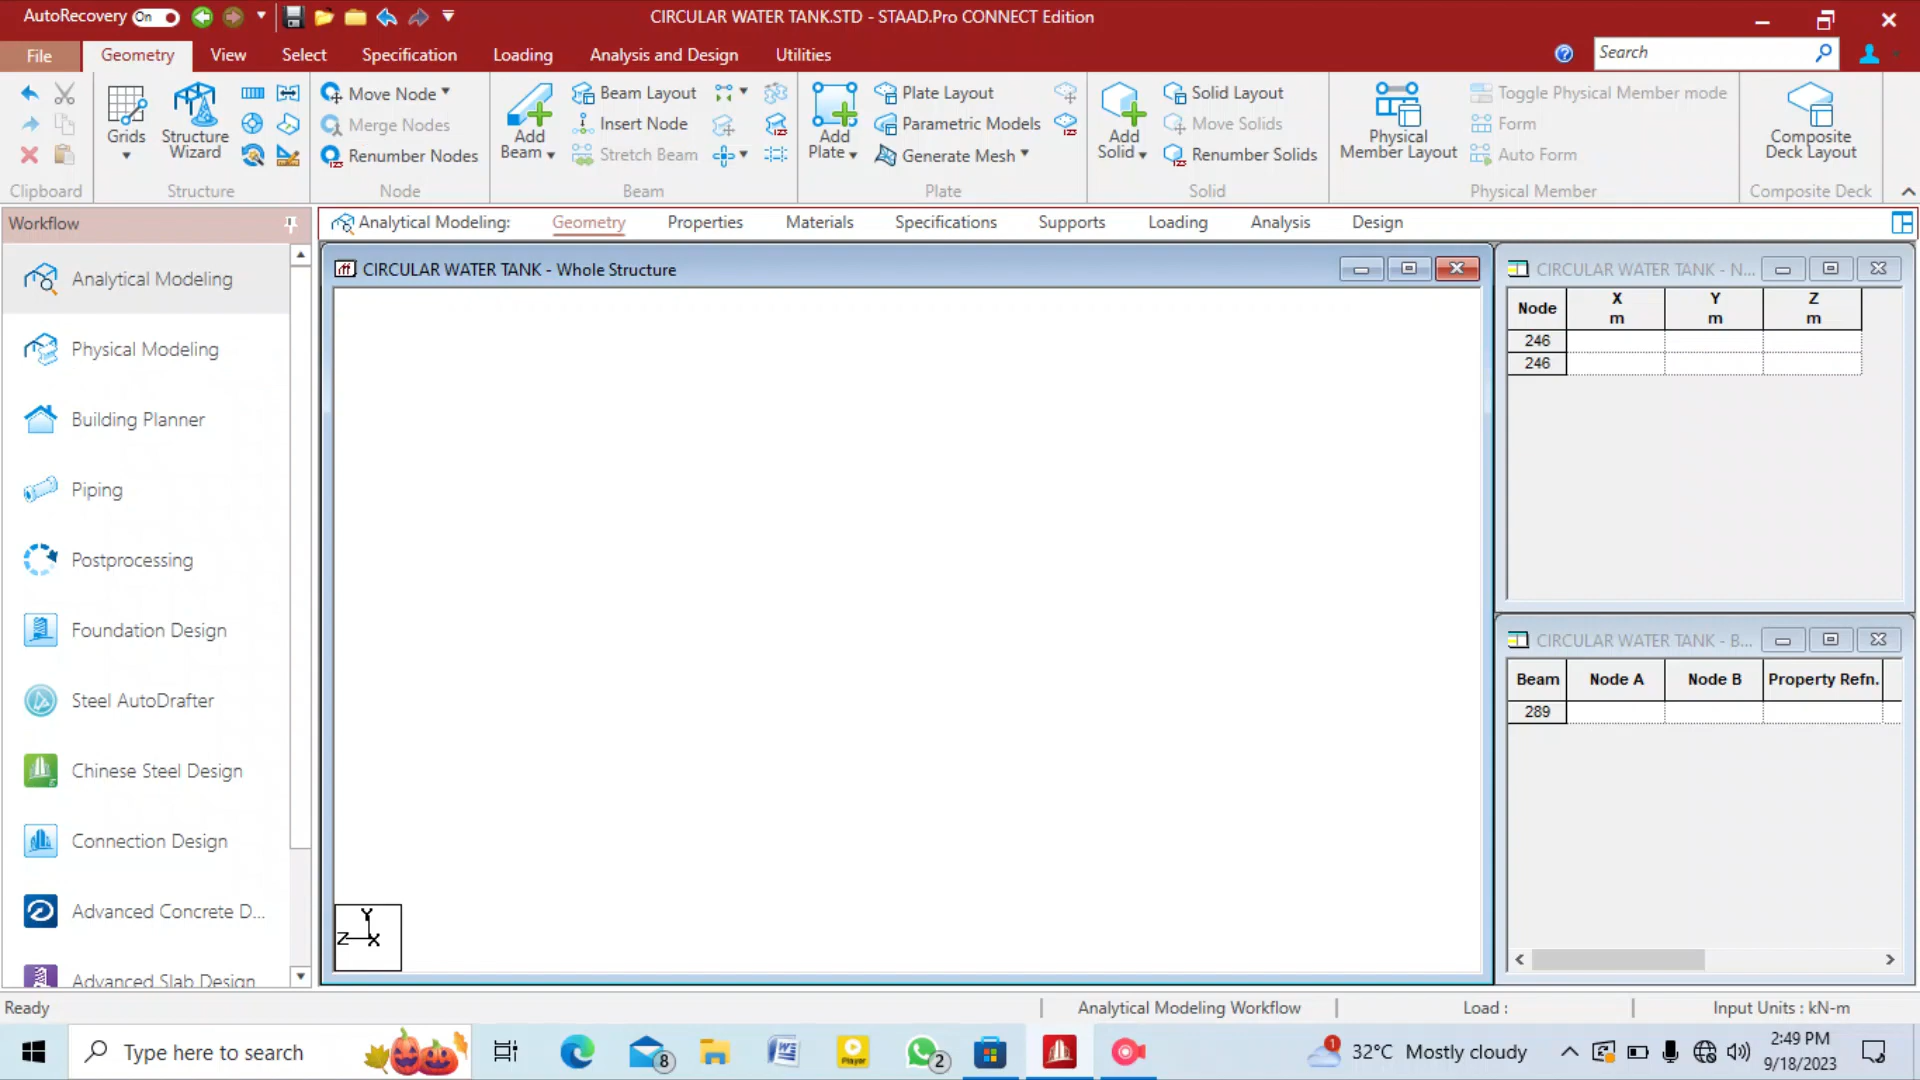 AutoRecovery On
CIRCULAR WATER TANK.STD - STAAD.Pro CONNECT Edition
File Geometry View Select Specification Loading Analysis and Design Utilities
Search
Grids
Structure Wizard
Clipboard
Structure
Move Node
Merge Nodes
Renumber Nodes
Node
Add Beam
Beam Layout
Insert Node
Stretch Beam
Beam
Add Plate
Plate Layout
Parametric Models
Generate Mesh
Plate
Add Solid
Solid Layout
Move Solids
Renumber Solids
Solid
Physical Member Layout
Toggle Physical Member mode
Form
Auto Form
Physical Member
Composite Deck Layout
Composite Deck
Workflow
Analytical Modeling
Physical Modeling
Building Planner
Piping
Postprocessing
Foundation Design
Steel AutoDrafter
Chinese Steel Design
Connection Design
Advanced Concrete D...
Advanced Slab Design
Analytical Modeling: Geometry Properties Materials Specifications Supports Loading Analysis Design
CIRCULAR WATER TANK - Whole Structure
Y
Z X
CIRCULAR WATER TANK - N...
Node X m Y m Z m
246
246
CIRCULAR WATER TANK - B...
Beam Node A Node B Property Refn.
289
Ready
Analytical Modeling Workflow
Load :
Input Units : kN-m
Type here to search
8
Player
2
1
32°C Mostly cloudy
2:49 PM
9/18/2023